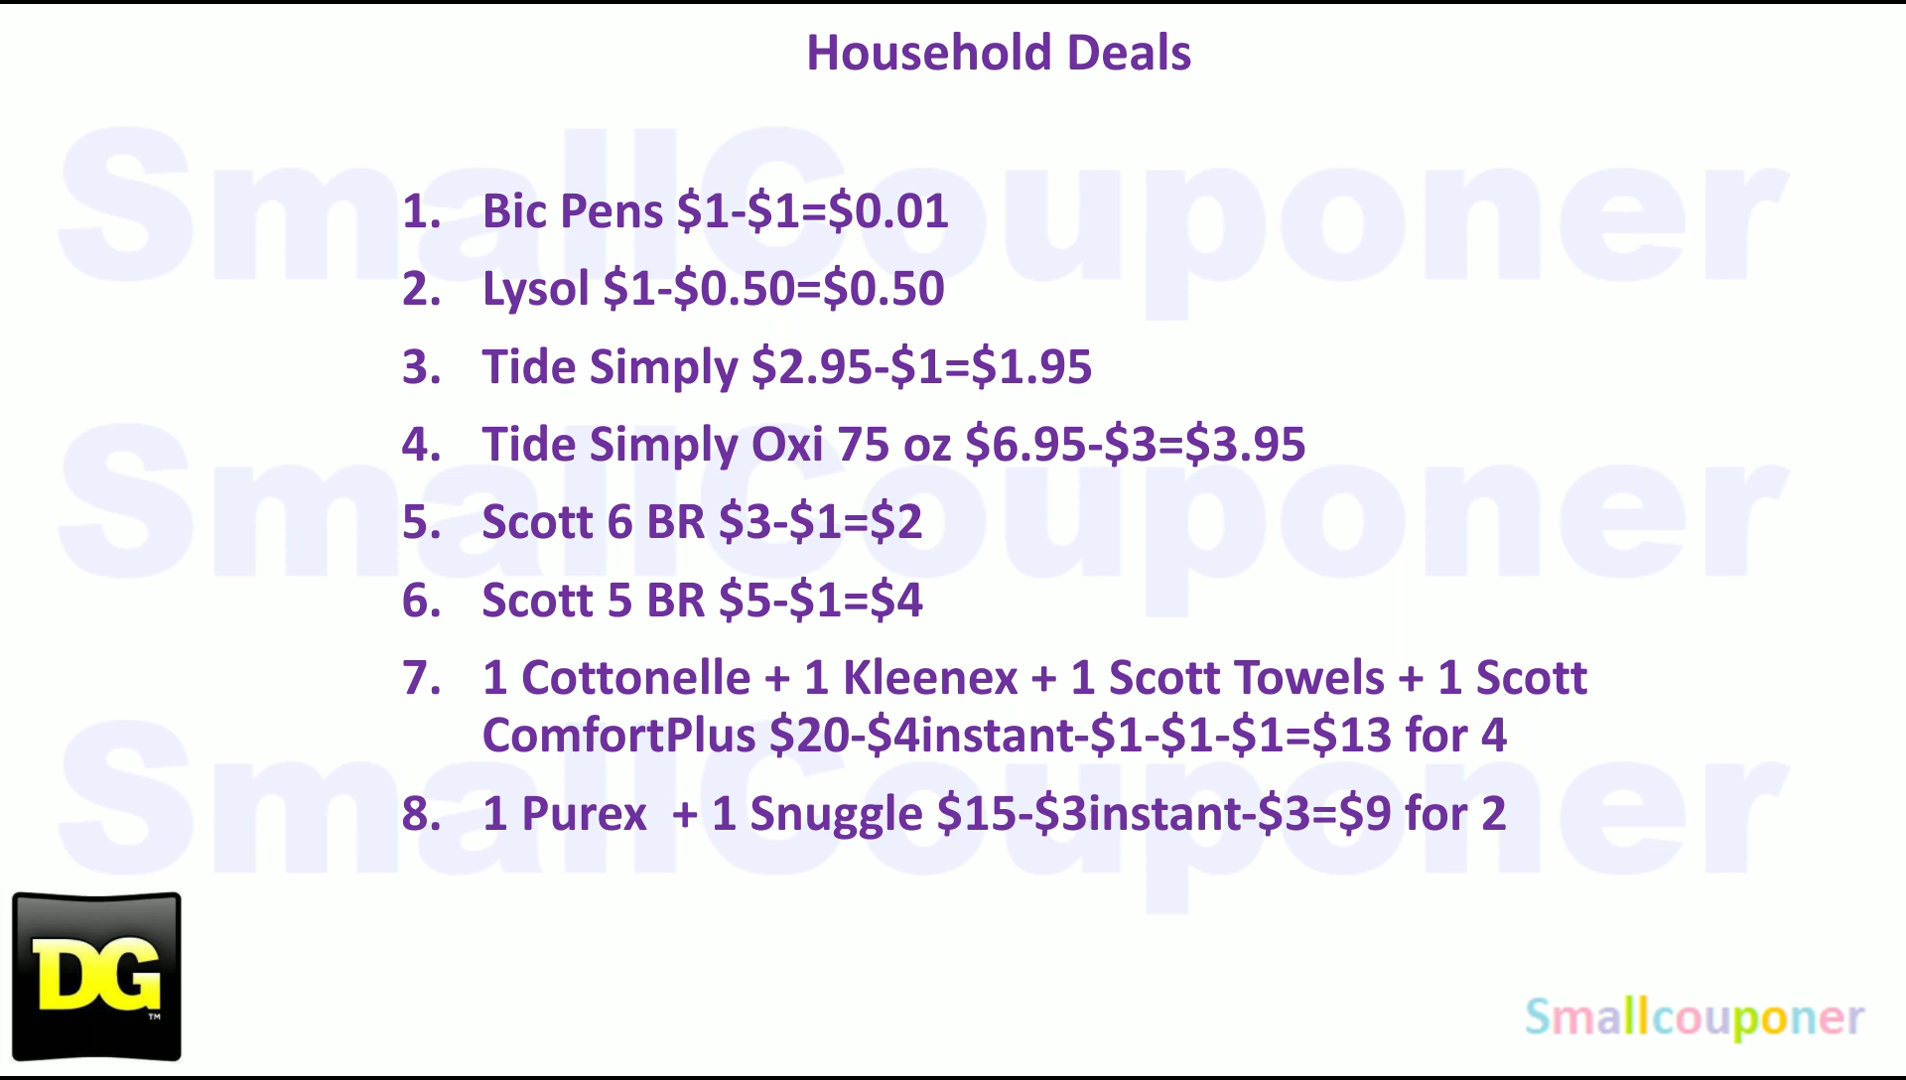 Household Deals
SmallCouponer
1. Bic Pens $1-$1=$0.01
2. Lysol $1-$0.50=$0.50
3. Tide Simply $2.95-$1=$1.95
SmallCouponer
4. Tide Simply Oxi 75 oz $6.95-$3=$3.95
5. Scott 6 BR $3-$1=$2
6. Scott 5 BR $5-$1=$4
7. 1 Cottonelle + 1 Kleenex + 1 Scott Towels + 1 Scott
ComfortPlus $20-$4instant-$1-$1-$1=$13 for 4
SmallCouponer
8. 1 Purex + 1 Snuggle $15-$3instant-$3=$9 for 2
DG
TM
Smallcouponer